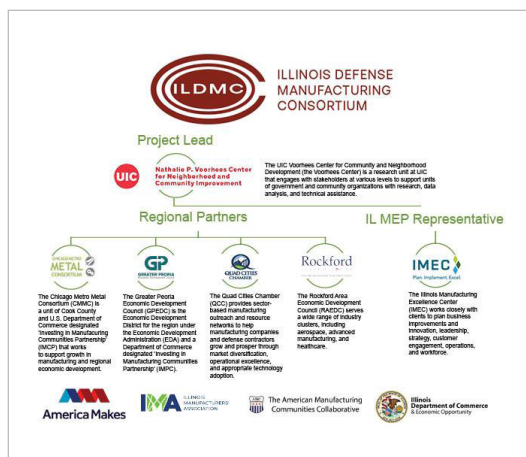 ILDMC
ILLINOIS DEFENSE
MANUFACTURING
CONSORTIUM
Project Lead
UIC
Nathalie P. Voorhees Center
for Neighborhood and
Community Improvement
The UIC Voorhees Center for Community and Neighborhood
Development (the Voorhees Center) is a research unit at UIC
that engages with stakeholders at various levels to support units
of government and community organizations with research, data
analysis, and technical assistance.
Regional Partners
IL MEP Representative
CHICAGO METRO
METAL
CONSORTIUM
GP
GREATER PEORIA
QUAD CITIES
CHAMBER
Rockford
IMEC
Plan. Implement. Excel.
The Chicago Metro Metal
Consortium (CMMC) is
a unit of Cook County
and U.S. Department of
Commerce designated
'Investing in Manufacturing
Communities Partnership'
(IMCP) that works
to support growth in
manufacturing and regional
economic development.
The Greater Peoria
Economic Development
Council (GPEDC) is the
Economic Development
District for the region under
the Economic Development
Administration (EDA) and a
Department of Commerce
designated 'Investing in
Manufacturing Communities
Partnership' (IMPC).
The Quad Cities Chamber
(QCC) provides sector-
based manufacturing
outreach and resource
networks to help
manufacturing companies
and defense contractors
grow and prosper through
market diversification,
operational excellence,
and appropriate technology
adoption.
The Rockford Area
Economic Development
Council (RAEDC) serves
a wide range of industry
clusters, including
aerospace, advanced
manufacturing, and
healthcare.
The Illinois Manufacturing
Excellence Center
(IMEC) works closely with
clients to plan business
improvements and
innovation, leadership,
strategy, customer
engagement, operations,
and workforce.
America Makes
IMA
ILLINOIS
MANUFACTURERS'
ASSOCIATION
The American Manufacturing
Communities Collaborative
Illinois
Department of Commerce
& Economic Opportunity